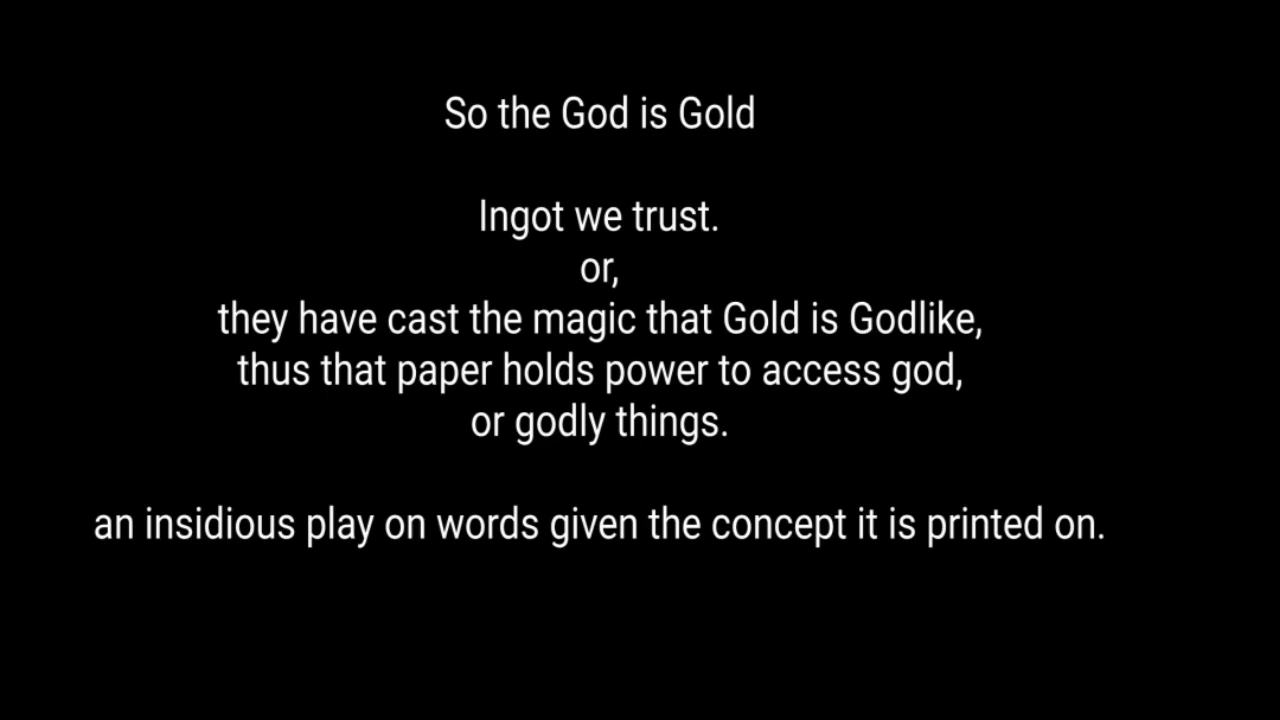 So the God is Gold
Ingot we trust.
or,
they have cast the magic that Gold is Godlike,
thus that paper holds power to access god,
or godly things.
an insidious play on words given the concept it is printed on.